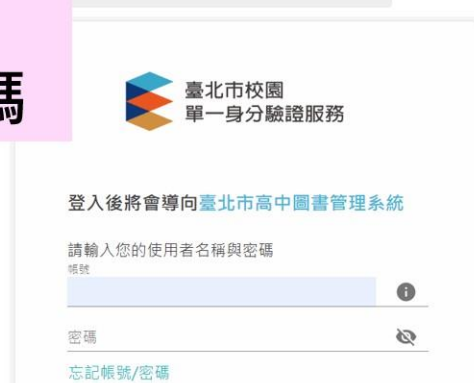 碼
臺北市校園
單一身分驗證服務
登入後將會導向臺北市高中圖書管理系統
請輸入您的使用者名稱與密碼
帳號
密碼
忘記帳號/密碼